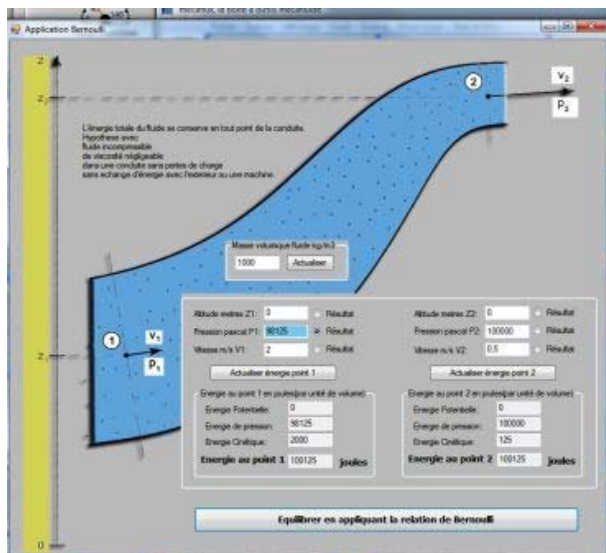 Mecanus, la boîte à outils mécanique
Application Bernoulli
Z
Z2
L'énergie totale du fluide se conserve en tout point de la conduite.
Hypothese avec
fluide incompressible
de viscosité négligeable
dans une conduite sans pertes de charge
sans echange d'énergie avec l'extérieur ou une machine.
2
V2
P2
Masse volumique fluide kg/m3
1000
Actualiser
1
V1
P1
Z1
0
Altitude metres Z1: 0 Résultat
Pression pascal P1: 98125 Résultat
Vitesse m/s V1: 2 Résultat
Actualiser énergie point 1
Energie au point 1 en joules(par unité de volume)
Energie Potentielle: 0
Energie de pression: 98125
Energie Cinétique: 2000
Energie au point 1 100125 joules
Altitude metres Z2: 0 Résultat
Pression pascal P2: 100000 Résultat
Vitesse m/s V2: 0.5 Résultat
Actualiser énergie point 2
Energie au point 2 en joules(par unité de volume)
Energie Potentielle: 0
Energie de pression: 100000
Energie Cinétique: 125
Energie au point 2 100125 joules
Equilibrer en appliquant la relation de Bernoulli